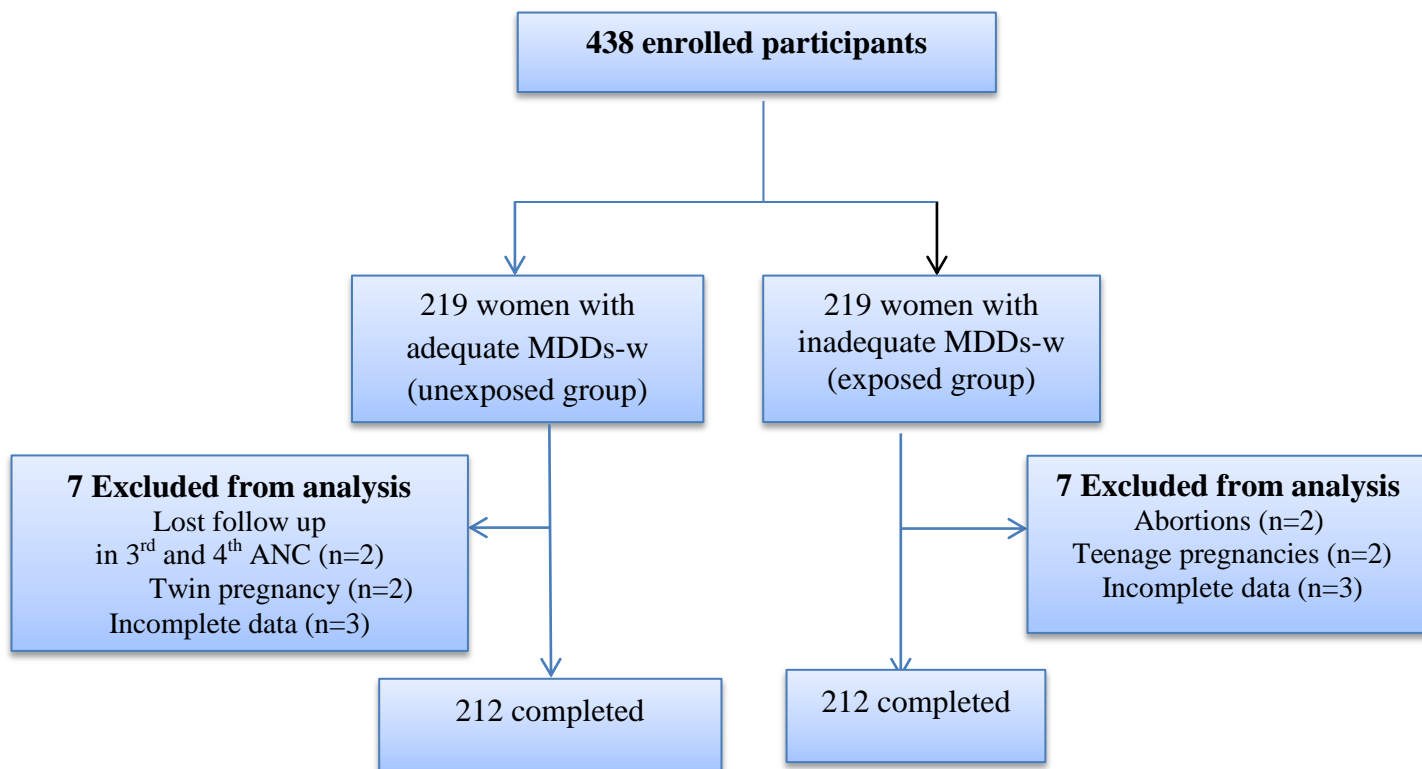 438 enrolled participants
219 women with
adequate MDDs-w
(unexposed group)
219 women with
inadequate MDDs-w
(exposed group)
7 Excluded from analysis
Lost follow up
in 3rd and 4th ANC (n=2)
Twin pregnancy (n=2)
Incomplete data (n=3)
7 Excluded from analysis
Abortions (n=2)
Teenage pregnancies (n=2)
Incomplete data (n=3)
212 completed
212 completed